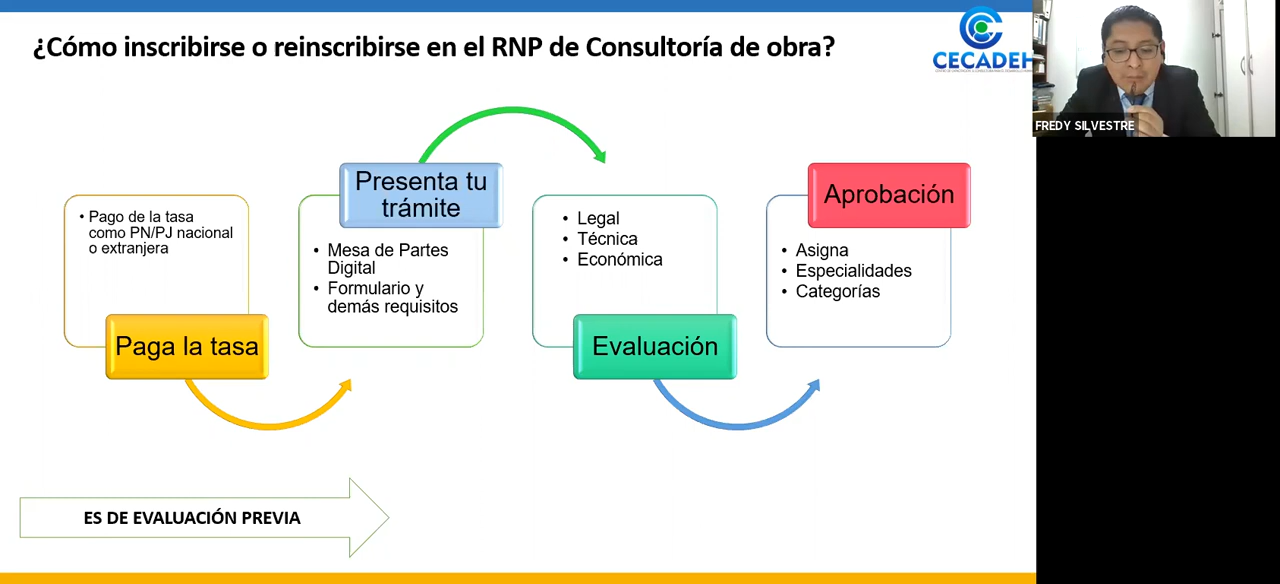 ¿Cómo inscribirse o reinscribirse en el RNP de Consultoría de obra?
CECADEH
FREDY SILVESTRE
• Pago de la tasa
como PN/PJ nacional
o extranjera
Paga la tasa
Presenta tu
trámite
• Mesa de Partes
Digital
• Formulario y
demás requisitos
• Legal
• Técnica
• Económica
Evaluación
Aprobación
• Asigna
• Especialidades
• Categorías
ES DE EVALUACIÓN PREVIA